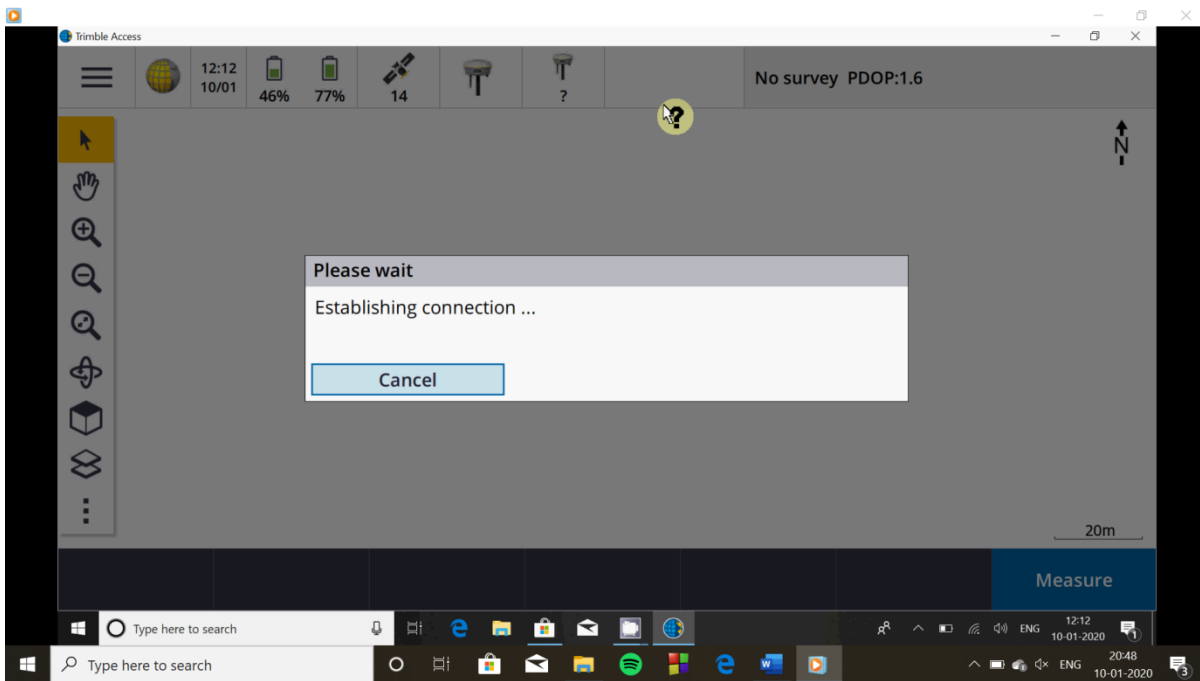 Trimble Access
12:12
10/01
46%
77%
14
?
No survey PDOP:1.6
?
N
Please wait
Establishing connection ...
Cancel
20m
Measure
Type here to search
ENG
12:12
10-01-2020
1
Type here to search
ENG
20:48
10-01-2020
3